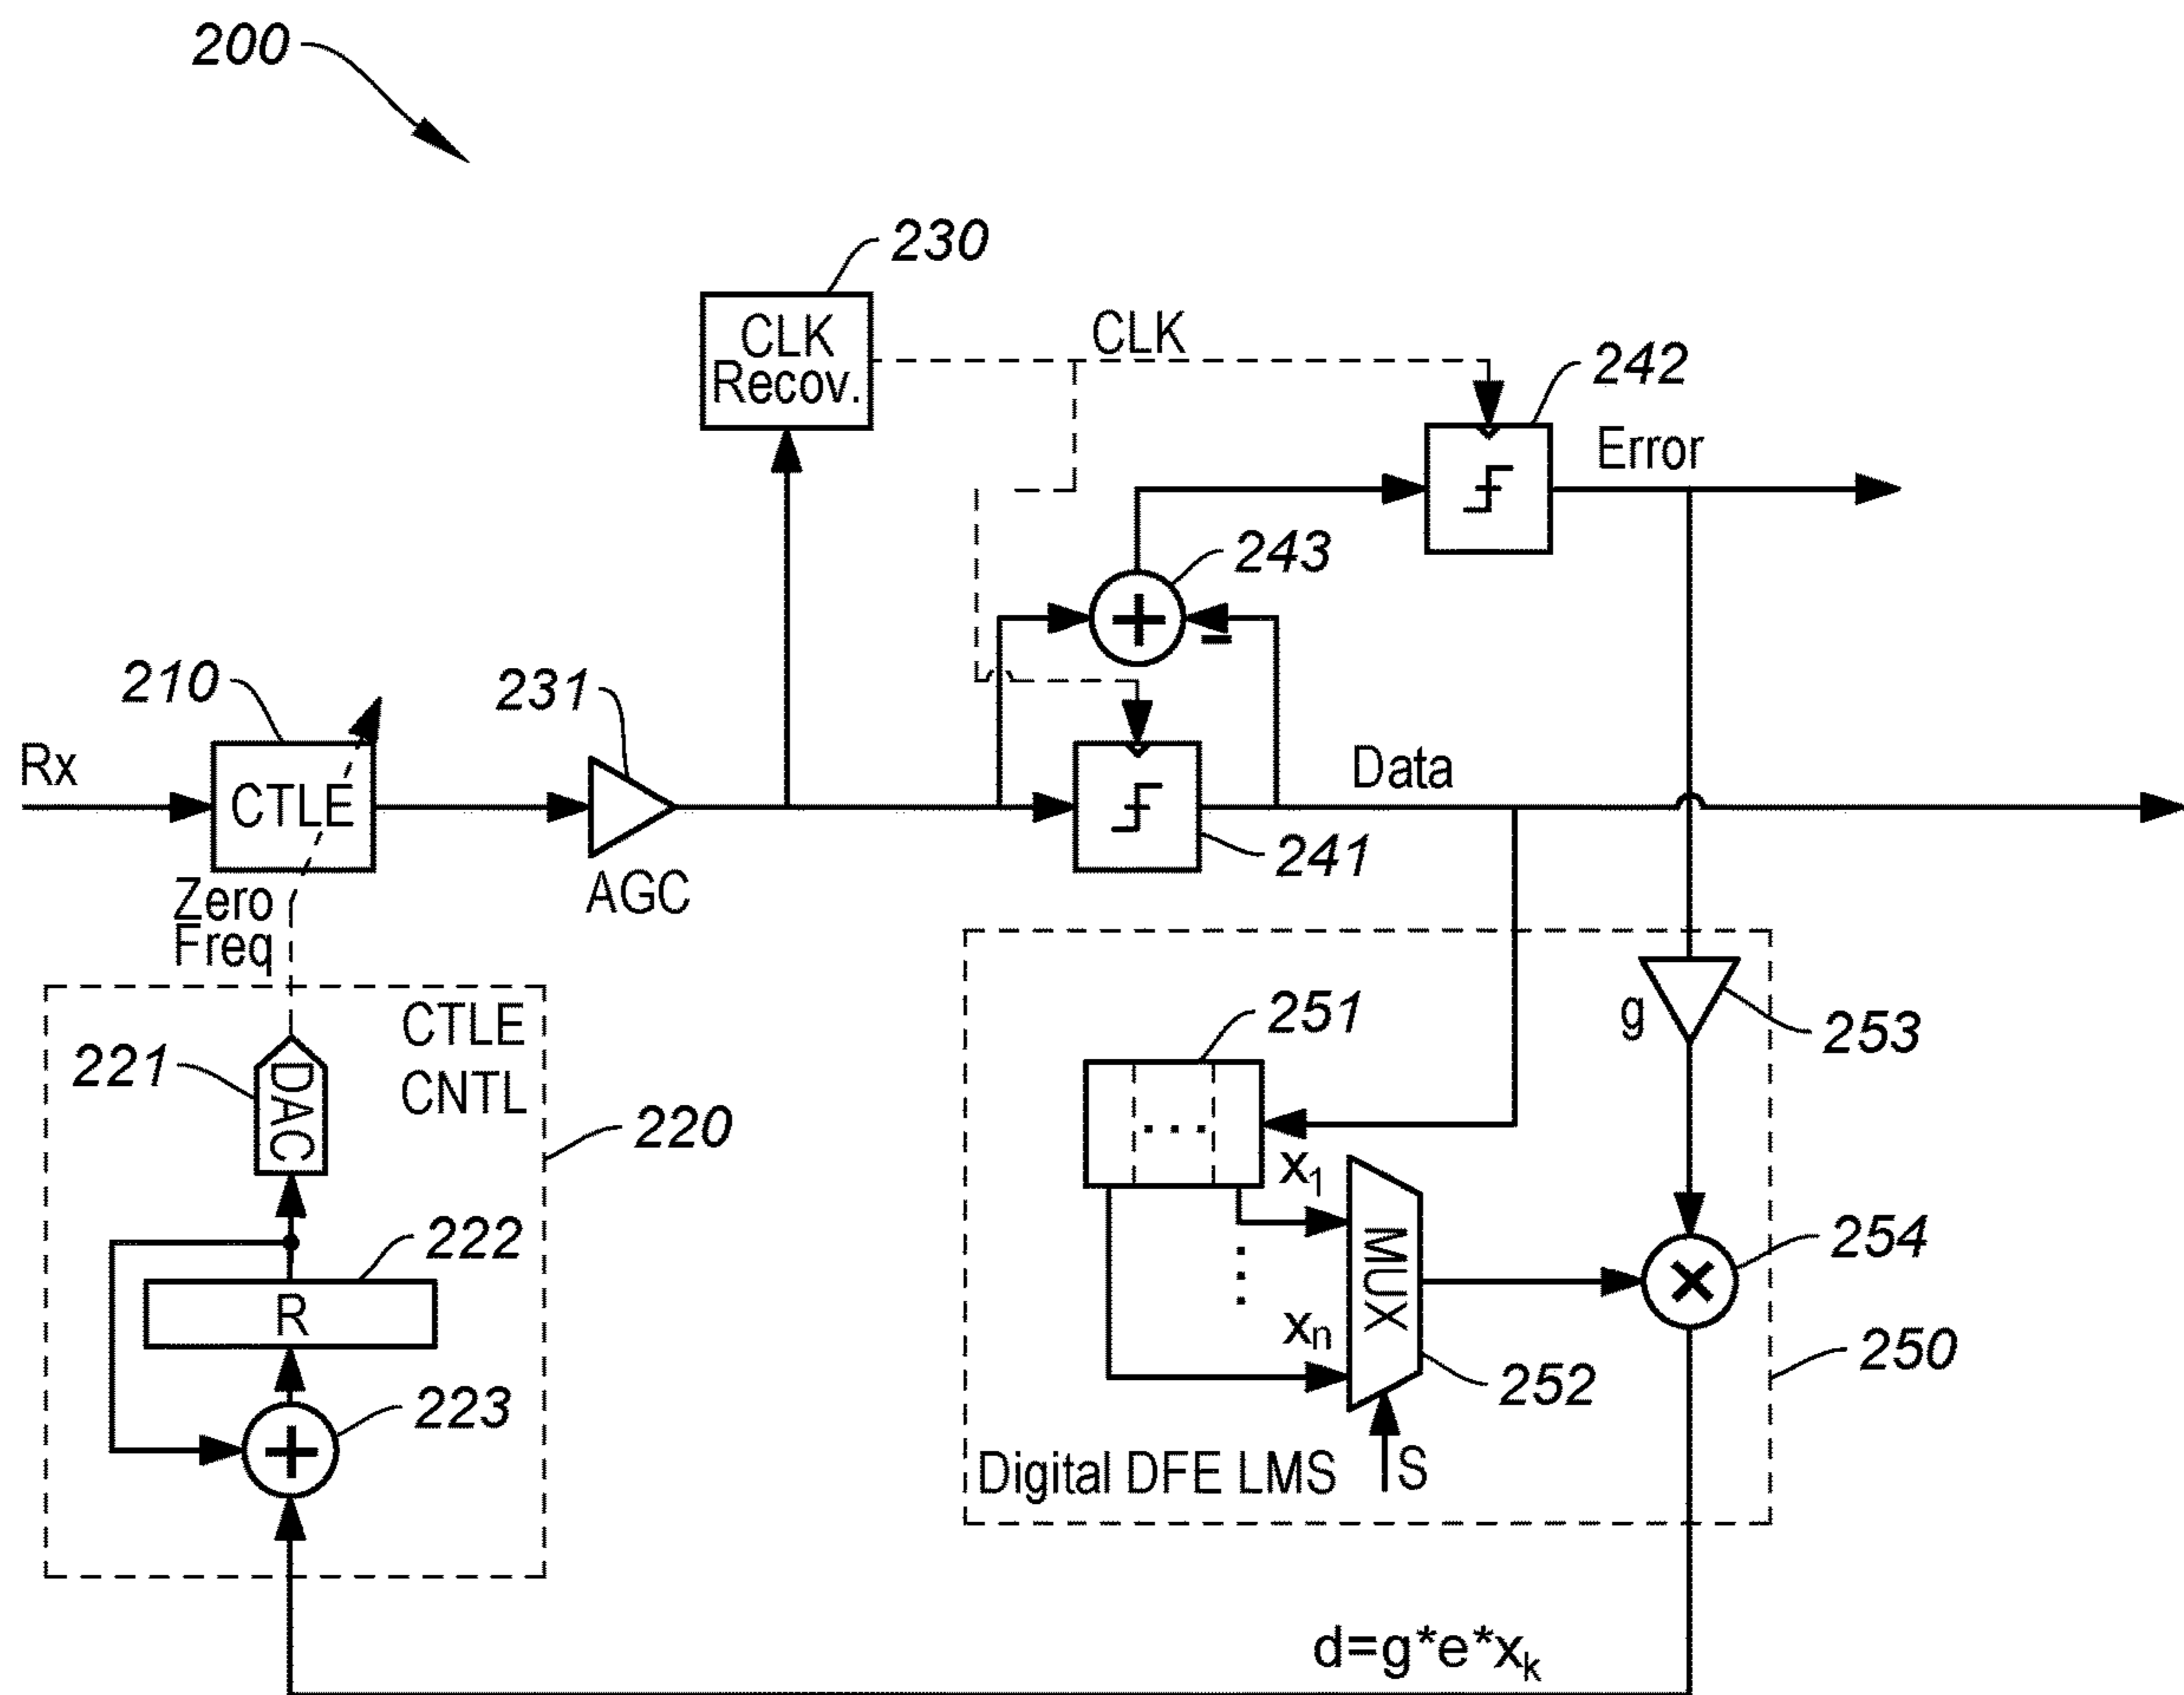 200
230
CLK
Recov.
CLK
242
Error
243
210
231
Rx
CTLE
Data
241
AGC
Zero
Freq
CTLE
CNTL
221
DAC
220
251
g
253
x1
222
R
MUX
254
xn
223
252
250
Digital DFE LMS
S
d=g*e*xk